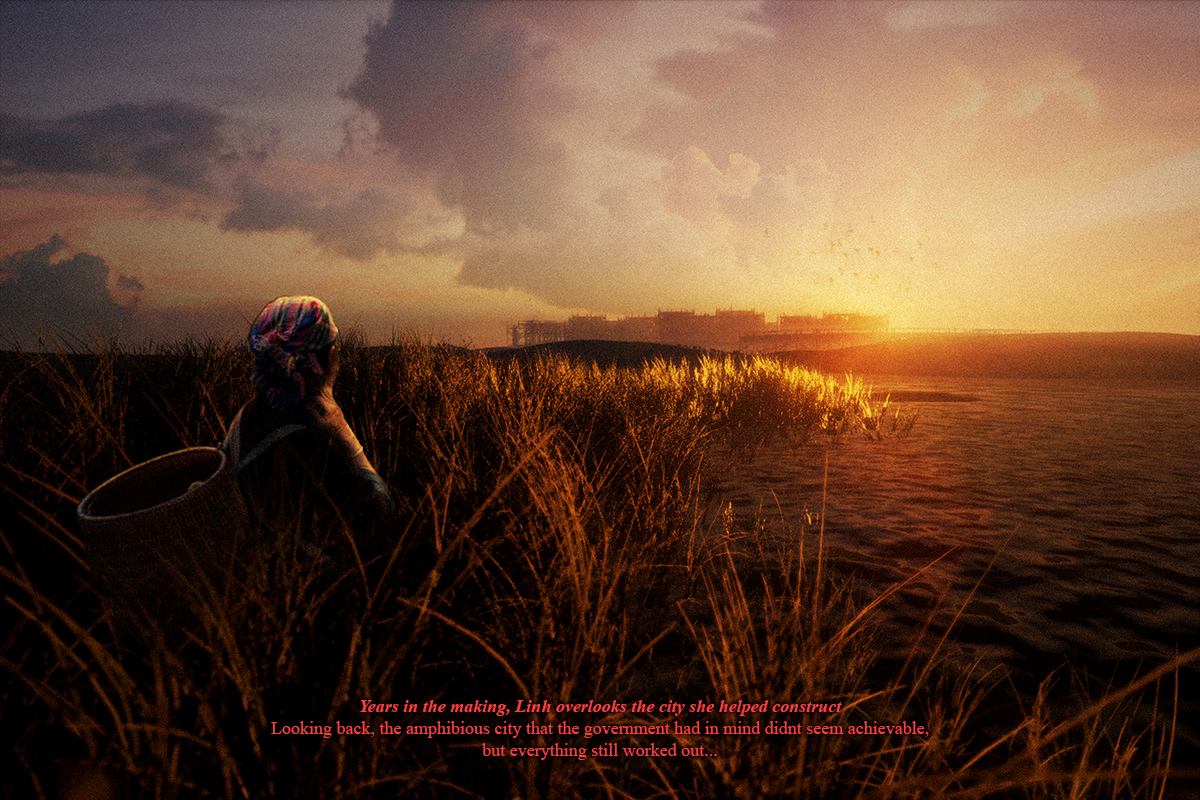 Years in the making, Linh overlooks the city she helped construct
Looking back, the amphibious city that the government had in mind didnt seem achievable,
but everything still worked out...